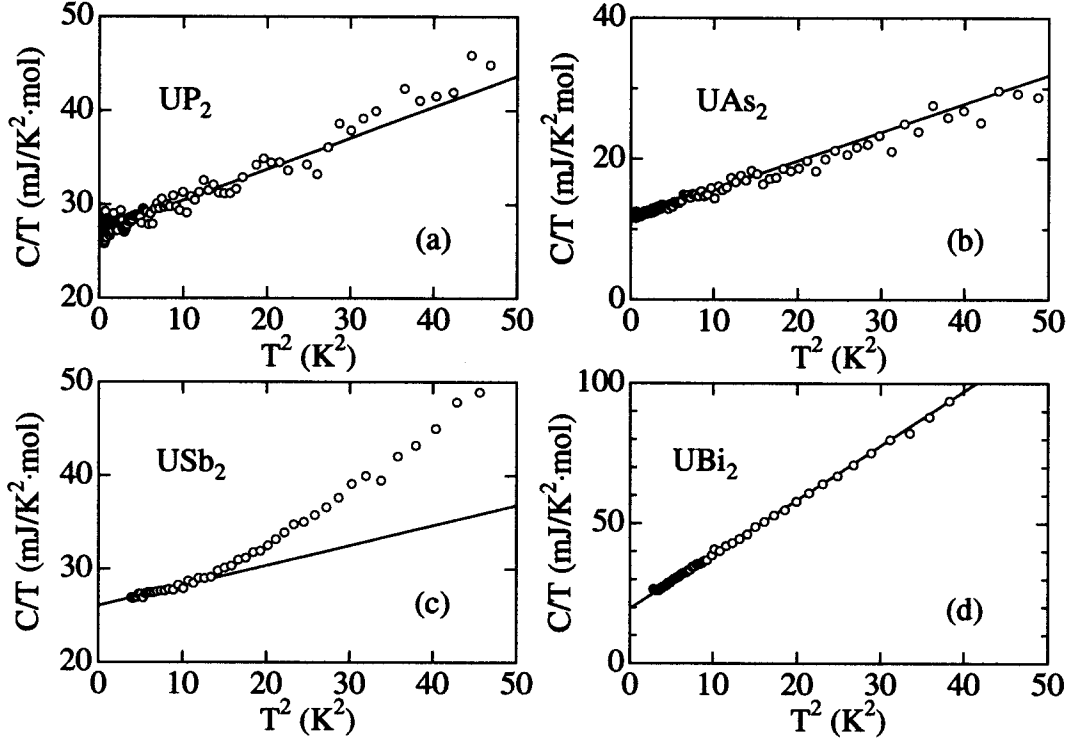 50
40
30
20
C/T (mJ/K²·mol)
UP₂
(a)
0 10 20 30 40 50
T² (K²)
40
20
0
C/T (mJ/K²mol)
UAs₂
(b)
0 10 20 30 40 50
T² (K²)
50
40
30
20
C/T (mJ/K²·mol)
USb₂
(c)
0 10 20 30 40 50
T² (K²)
100
50
0
C/T (mJ/K²·mol)
UBi₂
(d)
0 10 20 30 40 50
T² (K²)